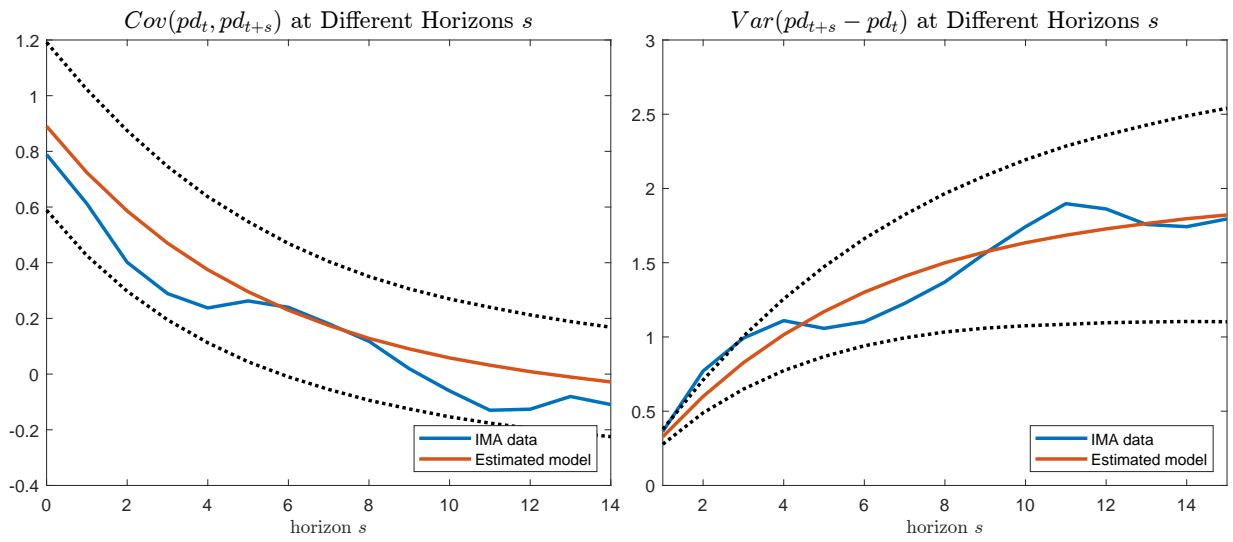 Cov(pd_t, pd_{t+s}) at Different Horizons s
1.2
1
0.8
0.6
0.4
0.2
0
-0.2
-0.4
0 2 4 6 8 10 12 14
horizon s
IMA data
Estimated model
Var(pd_{t+s} − pd_t) at Different Horizons s
3
2.5
2
1.5
1
0.5
0
2 4 6 8 10 12 14
horizon s
IMA data
Estimated model